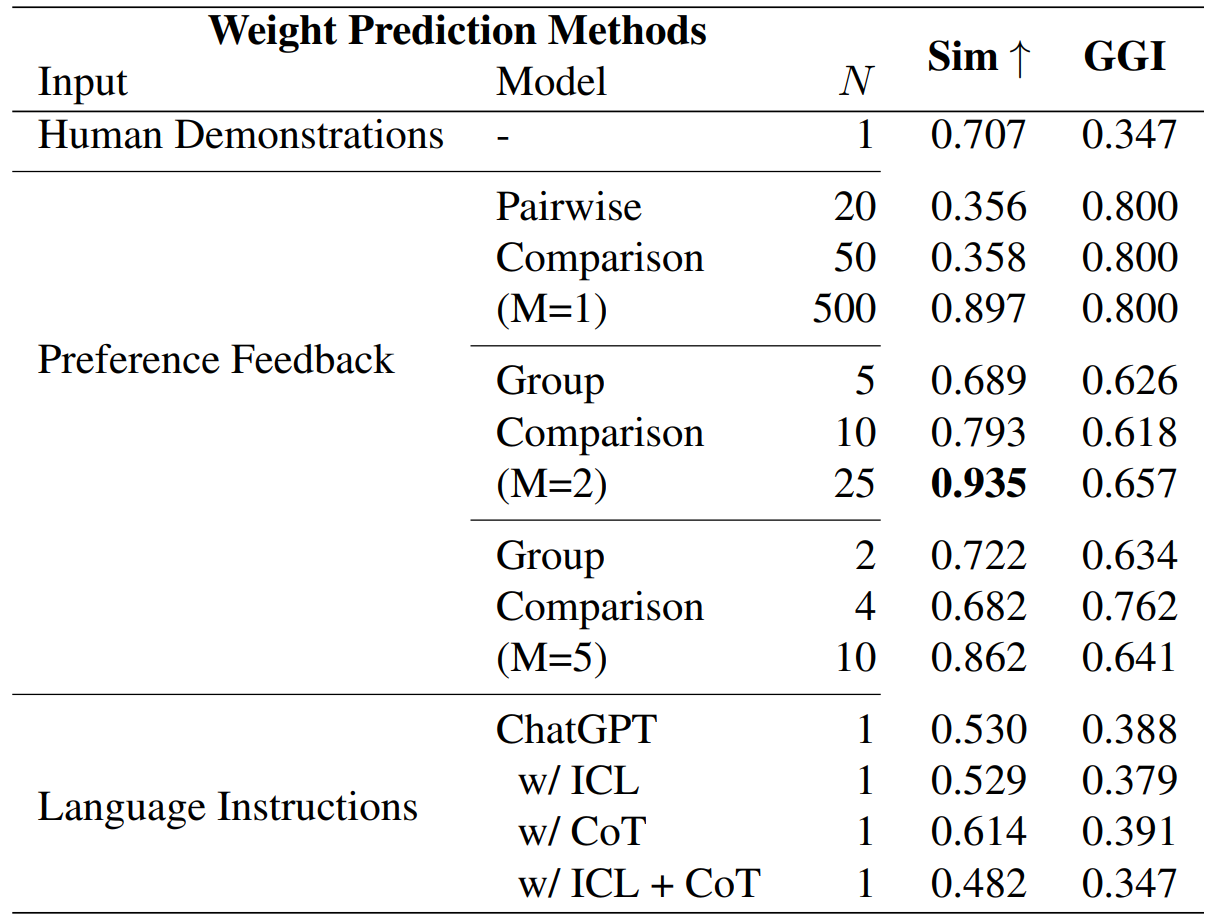 Weight Prediction Methods Sim ↑ GGI
Input Model N
Human Demonstrations - 1 0.707 0.347
Pairwise 20 0.356 0.800
Comparison 50 0.358 0.800
(M=1) 500 0.897 0.800
Preference Feedback
Group 5 0.689 0.626
Comparison 10 0.793 0.618
(M=2) 25 0.935 0.657
Group 2 0.722 0.634
Comparison 4 0.682 0.762
(M=5) 10 0.862 0.641
ChatGPT 1 0.530 0.388
w/ ICL 1 0.529 0.379
Language Instructions
w/ CoT 1 0.614 0.391
w/ ICL + CoT 1 0.482 0.347